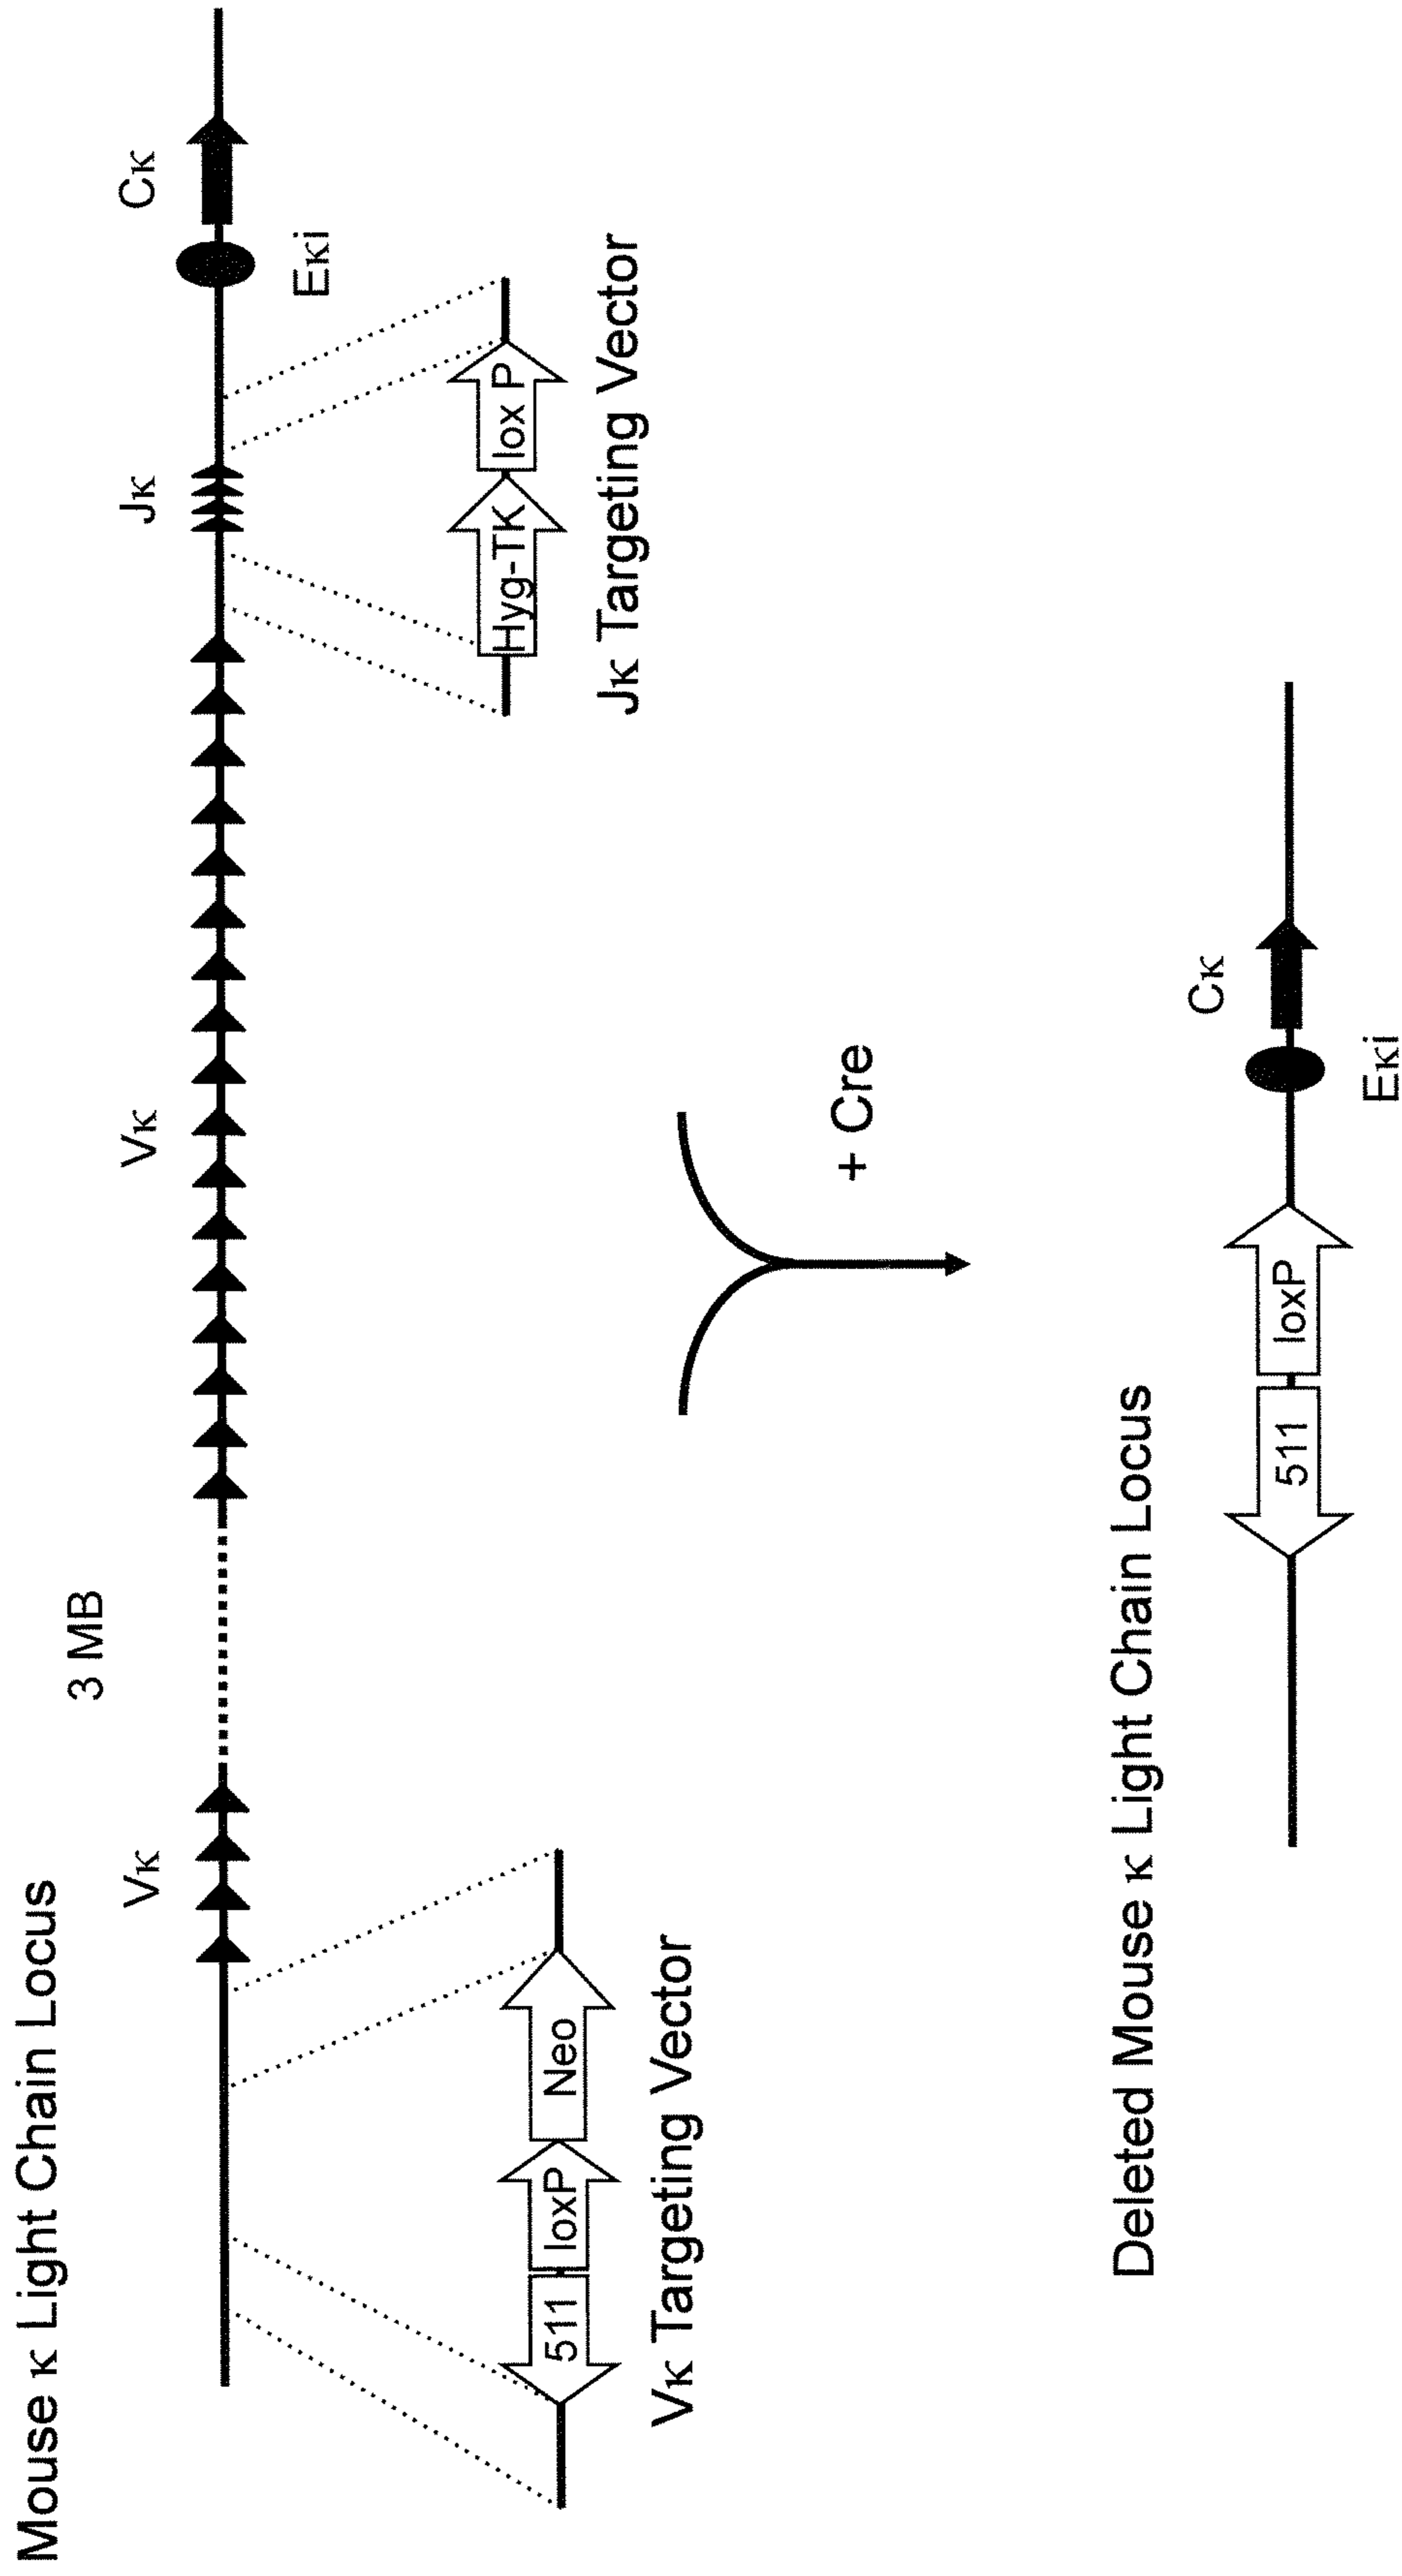 Mouse κ Light Chain Locus
3 MB
Vκ
Vκ
Jκ
Cκ
Eκi
511
loxP
Neo
Vκ Targeting Vector
Hyg-TK
lox P
Jκ Targeting Vector
+ Cre
Deleted Mouse κ Light Chain Locus
511
loxP
Cκ
Eκi